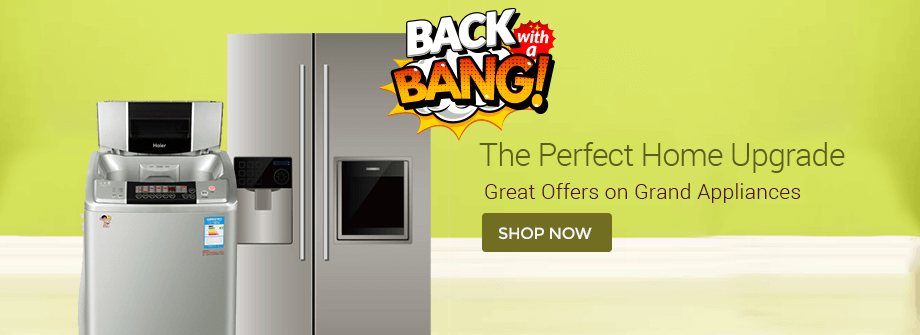 BACK
with
a
BANG!
Haier
The Perfect Home Upgrade
Great Offers on Grand Appliances
SHOP NOW